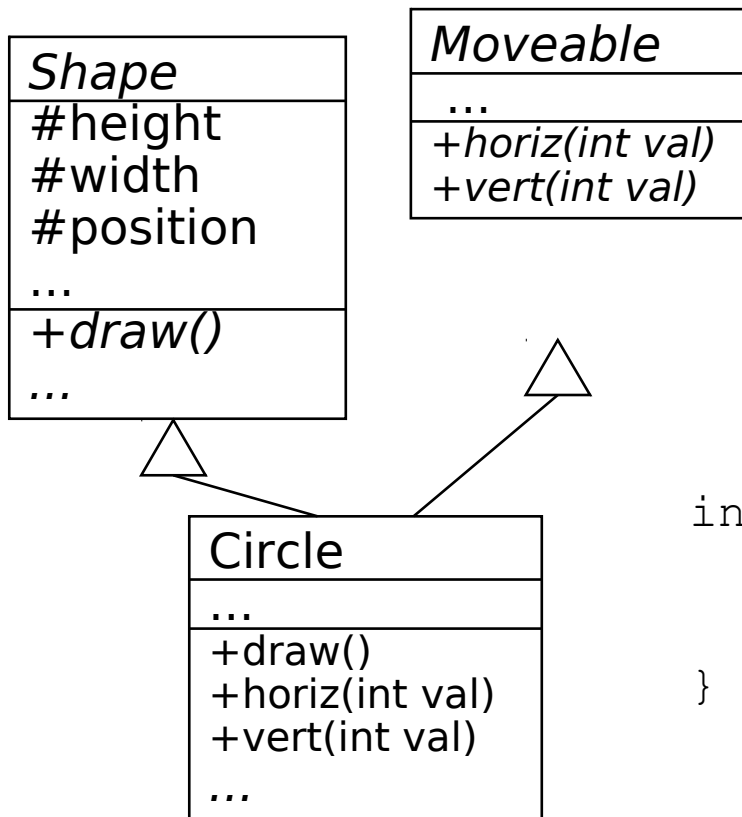 Shape
#height
#width
#position
...
+draw()
...
Moveable
...
+horiz(int val)
+vert(int val)
Circle
...
+draw()
+horiz(int val)
+vert(int val)
...
in
}